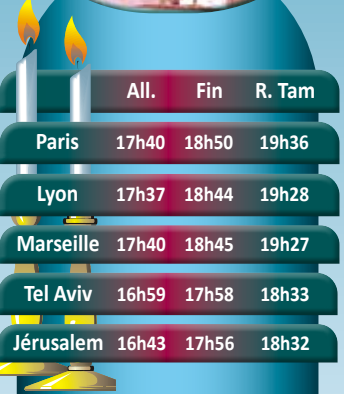 All. Fin R. Tam
Paris 17h40 18h50 19h36
Lyon 17h37 18h44 19h28
Marseille 17h40 18h45 19h27
Tel Aviv 16h59 17h58 18h33
Jérusalem 16h43 17h56 18h32